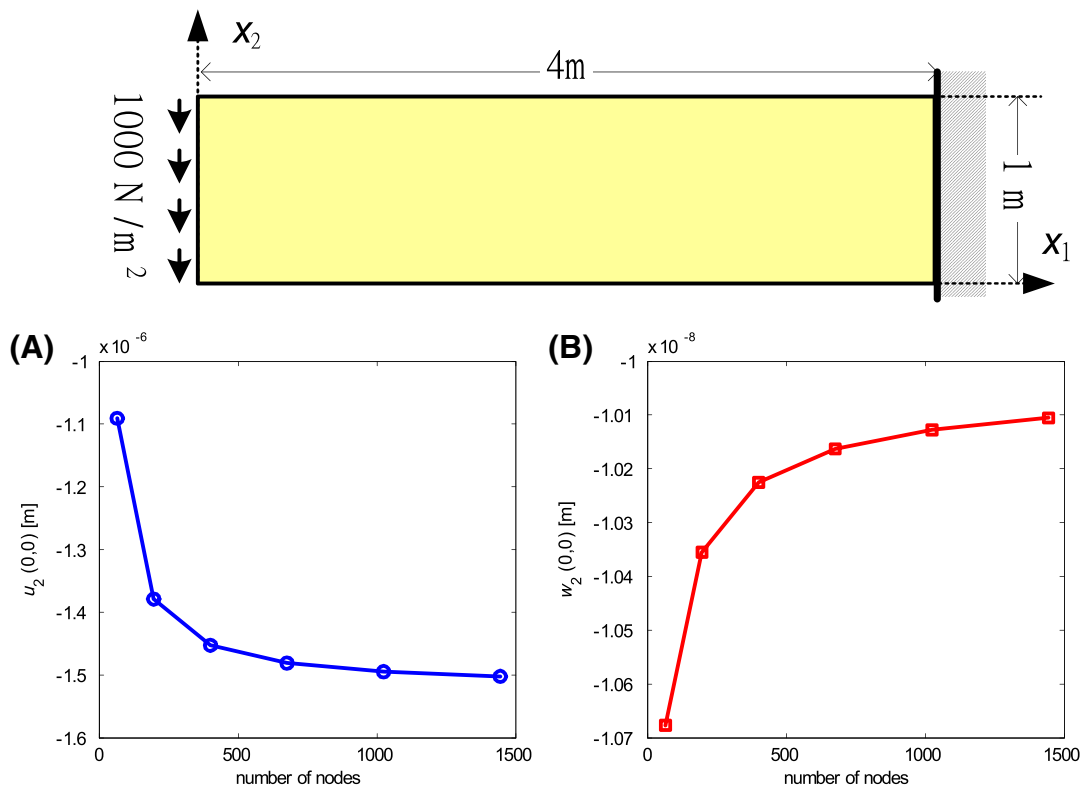 x2
4m
1000 N/m 2
1 m
x1
(A)
x 10 -6
-1
-1.1
-1.2
-1.3
-1.4
-1.5
-1.6
0
500
1000
1500
number of nodes
u2 (0,0) [m]
(B)
x 10 -8
-1
-1.01
-1.02
-1.03
-1.04
-1.05
-1.06
-1.07
0
500
1000
1500
number of nodes
w2 (0,0) [m]